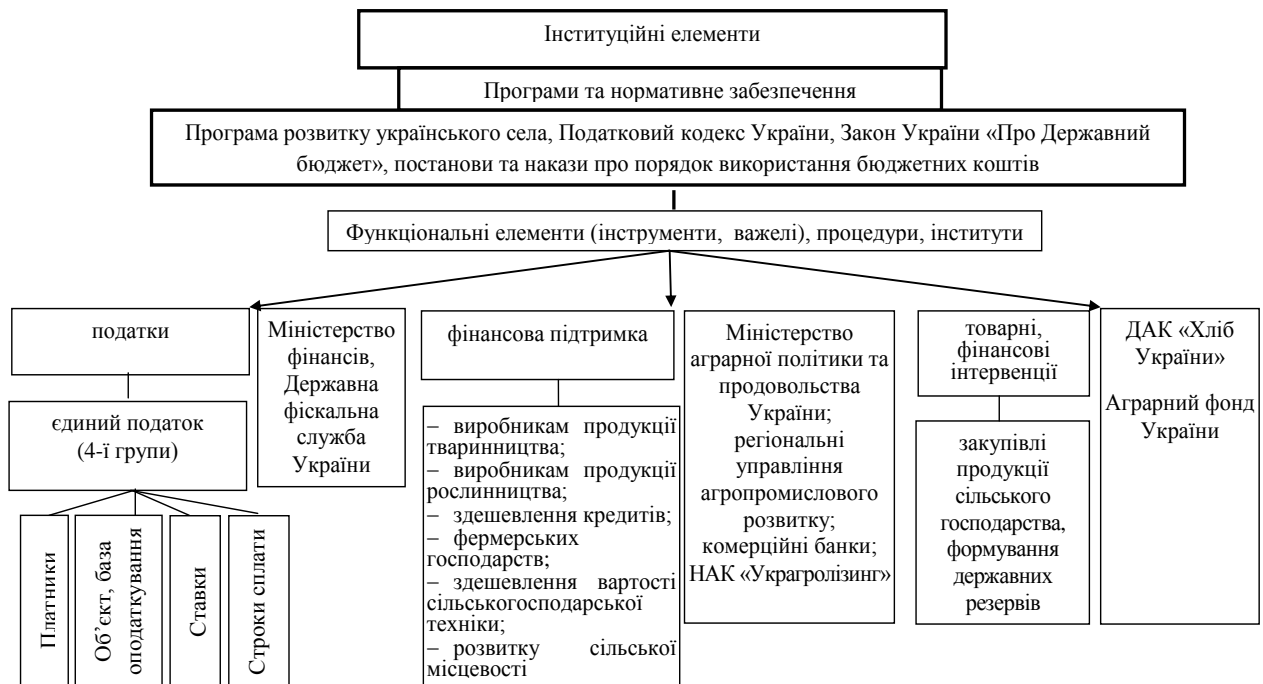 Інституційні елементи
Програми та нормативне забезпечення
Програма розвитку українського села, Податковий кодекс України, Закон України «Про Державний
бюджет», постанови та накази про порядок використання бюджетних коштів
Функціональні елементи (інструменти, важелі), процедури, інститути
податки
єдиний податок
(4-ї групи)
Платники
Об’єкт, база
оподаткування
Ставки
Строки сплати
Міністерство
фінансів,
Державна
фіскальна
служба
України
фінансова підтримка
– виробникам продукції
тваринництва;
– виробникам продукції
рослинництва;
– здешевлення кредитів;
– фермерських
господарств;
– здешевлення вартості
сільськогосподарської
техніки;
– розвитку сільської
місцевості
Міністерство
аграрної політики та
продовольства
України;
регіональні
управління
агропромислового
розвитку;
комерційні банки;
НАК «Украгролізинг»
товарні,
фінансові
інтервенції
закупівлі
продукції
сільського
господарства,
формування
державних
резервів
ДАК «Хліб
України»
Аграрний фонд
України